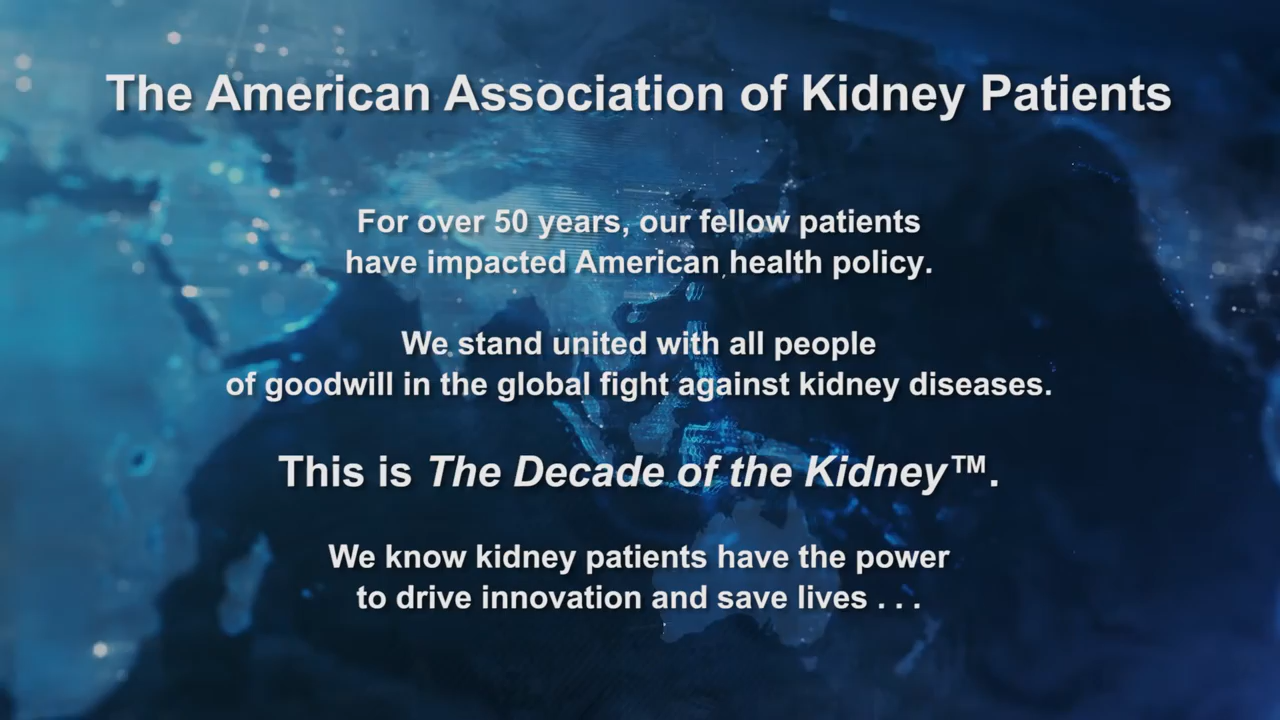 The American Association of Kidney Patients
For over 50 years, our fellow patients
have impacted American health policy.
We stand united with all people
of goodwill in the global fight against kidney diseases.
This is The Decade of the Kidney™.
We know kidney patients have the power
to drive innovation and save lives . . .